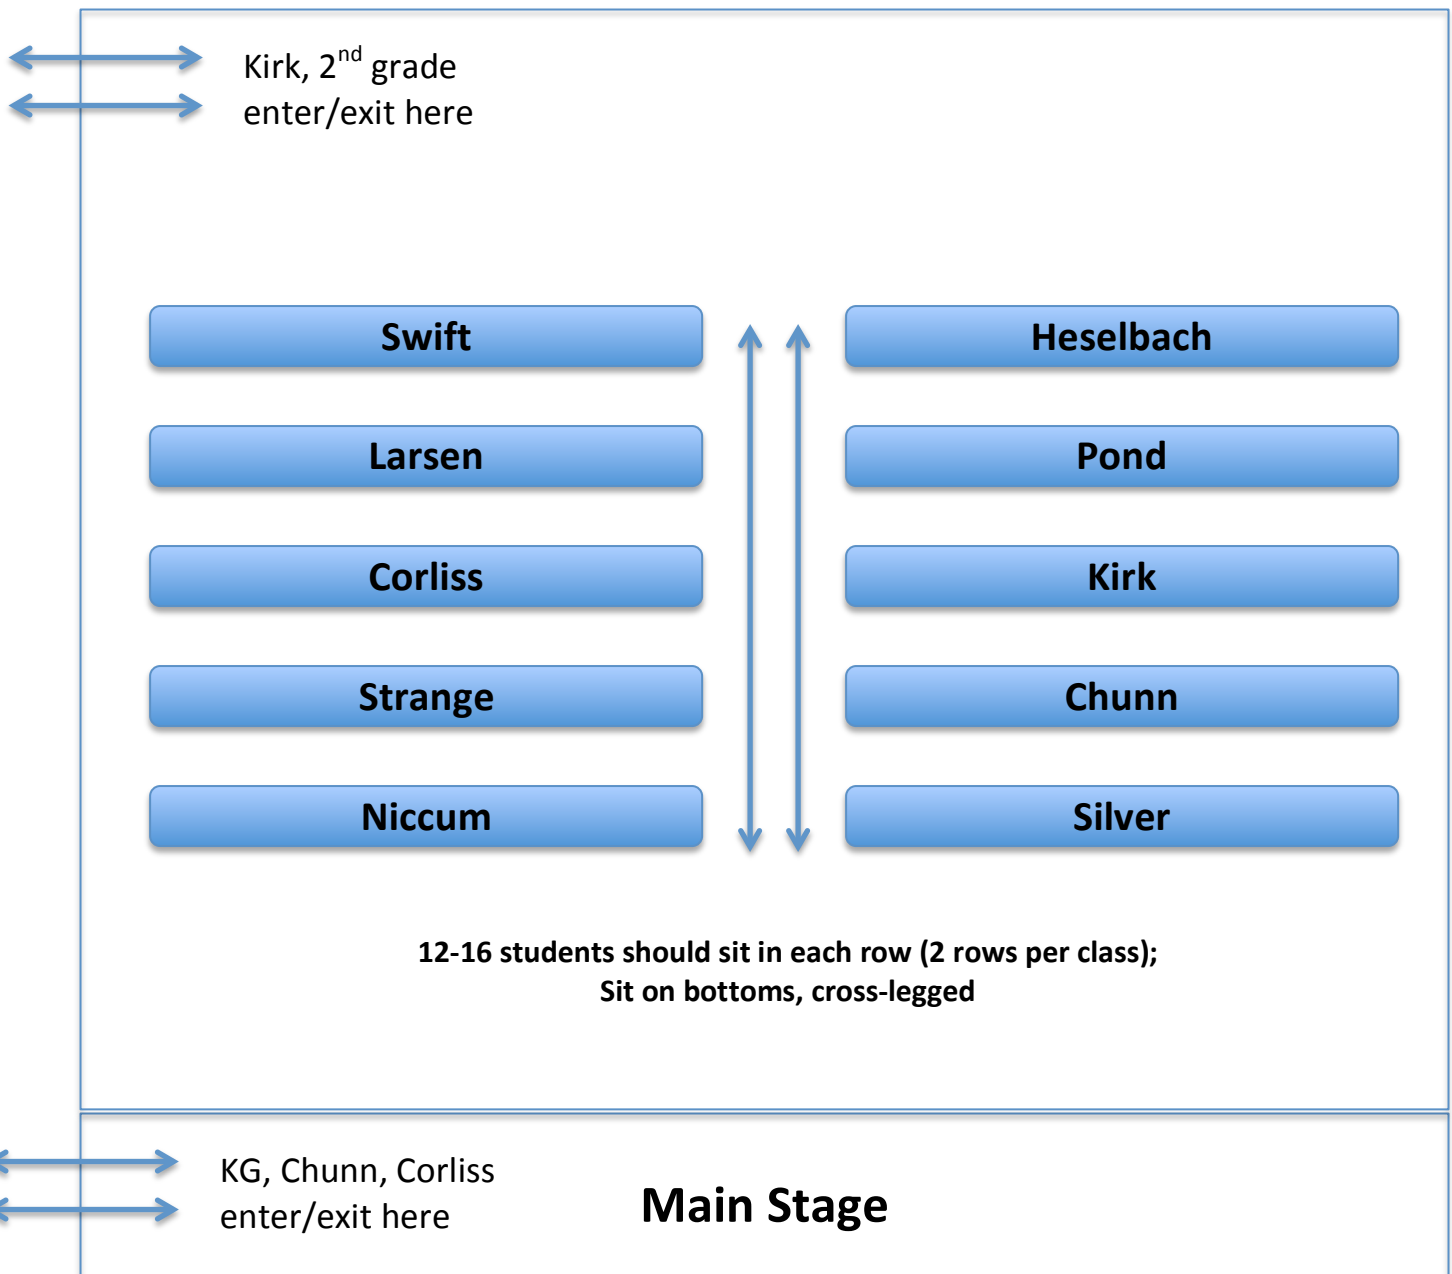 Kirk, 2nd grade
enter/exit here
Swift
Heselbach
Larsen
Pond
Corliss
Kirk
Strange
Chunn
Niccum
Silver
12-16 students should sit in each row (2 rows per class);
Sit on bottoms, cross-legged
KG, Chunn, Corliss
enter/exit here
Main Stage